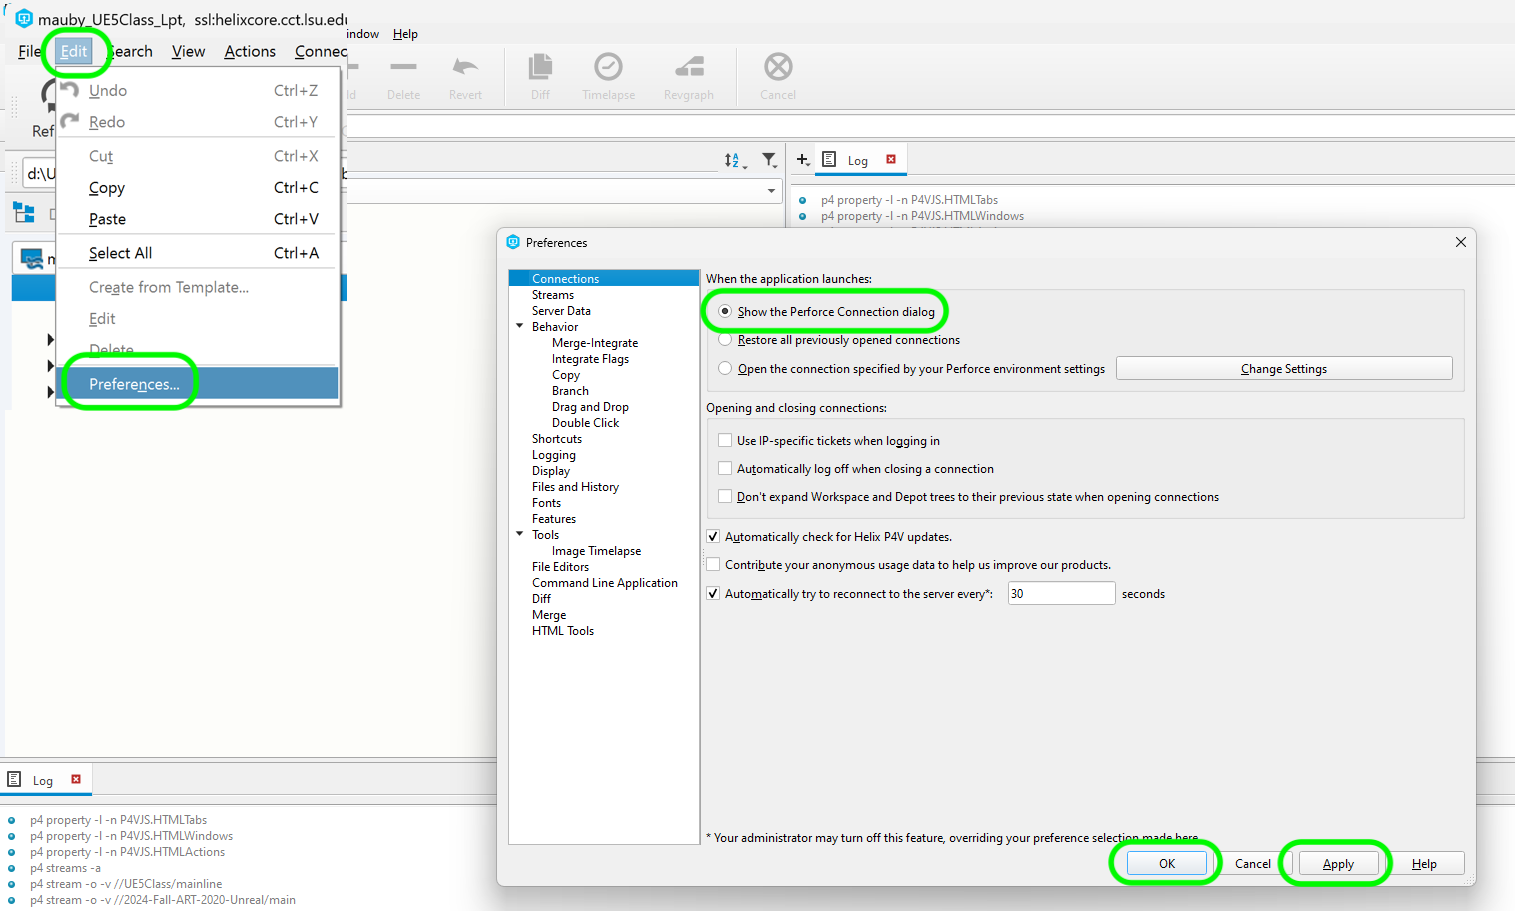 mauby_UE5Class_Lpt, ssl:helixcore.cct.lsu.edu
File Edit Search View Actions Connec
indow Help
Undo Ctrl+Z
Redo Ctrl+Y
Cut Ctrl+X
Copy Ctrl+C
Paste Ctrl+V
Select All Ctrl+A
Create from Template...
Edit
Delete
Preferences...
Ref
d:\U
m
Delete
Revert
Diff
Timelapse
Revgraph
Cancel
Log
p4 property -l -n P4VJS.HTMLTabs
p4 property -l -n P4VJS.HTMLWindows
Preferences
Connections
Streams
Server Data
Behavior
Merge-Integrate
Integrate Flags
Copy
Branch
Drag and Drop
Double Click
Shortcuts
Logging
Display
Files and History
Fonts
Features
Tools
Image Timelapse
File Editors
Command Line Application
Diff
Merge
HTML Tools
When the application launches:
Show the Perforce Connection dialog
Restore all previously opened connections
Open the connection specified by your Perforce environment settings Change Settings
Opening and closing connections:
Use IP-specific tickets when logging in
Automatically log off when closing a connection
Don't expand Workspace and Depot trees to their previous state when opening connections
Automatically check for Helix P4V updates.
Contribute your anonymous usage data to help us improve our products.
Automatically try to reconnect to the server every*: 30 seconds
* Your administrator may turn off this feature, overriding your preference selection made here.
OK Cancel Apply Help
Log
p4 property -l -n P4VJS.HTMLTabs
p4 property -l -n P4VJS.HTMLWindows
p4 property -l -n P4VJS.HTMLActions
p4 streams -a
p4 stream -o -v //UE5Class/mainline
p4 stream -o -v //2024-Fall-ART-2020-Unreal/main